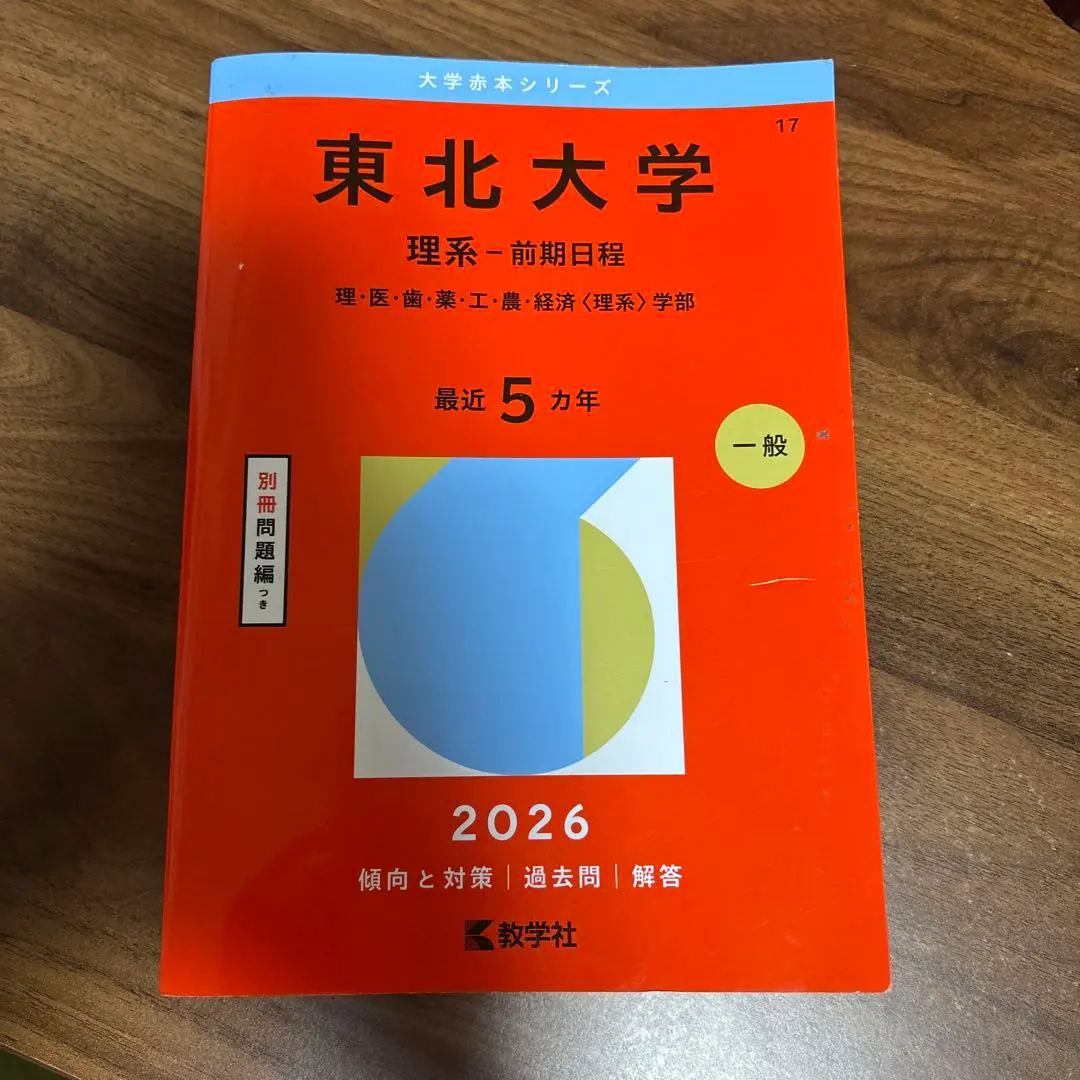 大学赤本シリーズ
17
東北大学
理系－前期日程
理・医・歯・薬・工・農・経済〈理系〉学部
最近5カ年
一般
別冊問題編つき
2026
傾向と対策｜過去問｜解答
教学社